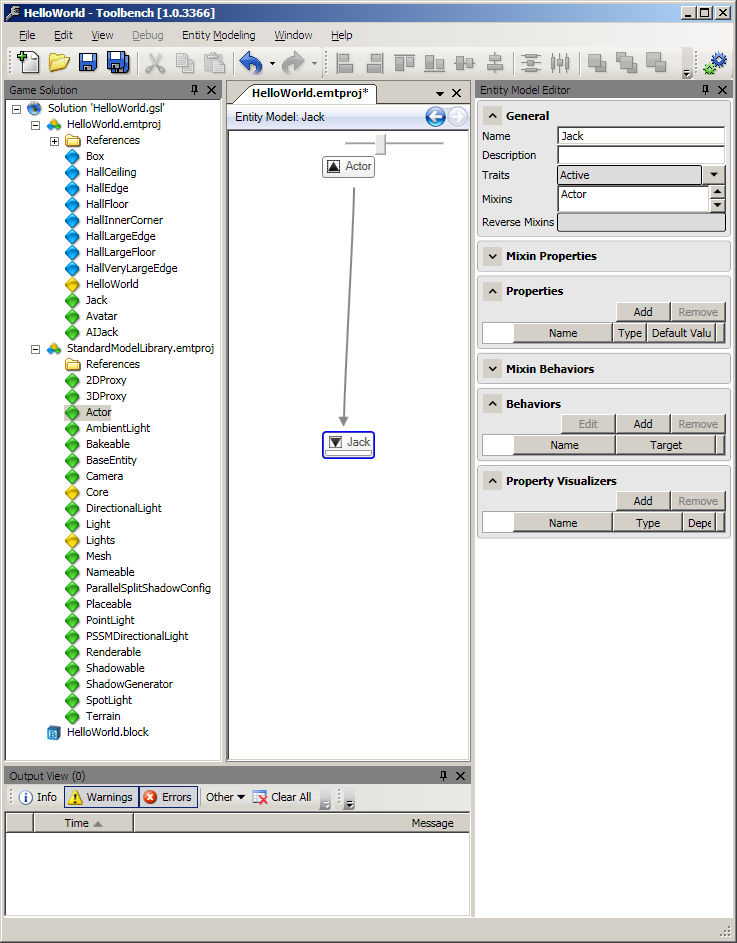 HelloWorld - Toolbench [1.0.3366]
File Edit View Debug Entity Modeling Window Help
Game Solution
Solution 'HelloWorld.gsl'
HelloWorld.emtproj
References
Box
HallCeiling
HallEdge
HallFloor
HallInnerCorner
HallLargeEdge
HallLargeFloor
HallVeryLargeEdge
HelloWorld
Jack
Avatar
AIJack
StandardModelLibrary.emtproj
References
2DProxy
3DProxy
Actor
AmbientLight
Bakeable
BaseEntity
Camera
Core
DirectionalLight
Light
Lights
Mesh
Nameable
ParallelSplitShadowConfig
Placeable
PointLight
PSSMDirectionalLight
Renderable
Shadowable
ShadowGenerator
SpotLight
Terrain
HelloWorld.block
HelloWorld.emtproj*
Entity Model: Jack
Actor
Jack
Entity Model Editor
General
Name Jack
Description
Traits Active
Mixins Actor
Reverse Mixins
Mixin Properties
Properties
Add Remove
Name Type Default Valu
Mixin Behaviors
Behaviors
Edit Add Remove
Name Target
Property Visualizers
Add Remove
Name Type Depe
Output View (0)
Info Warnings Errors Other Clear All
Time Message